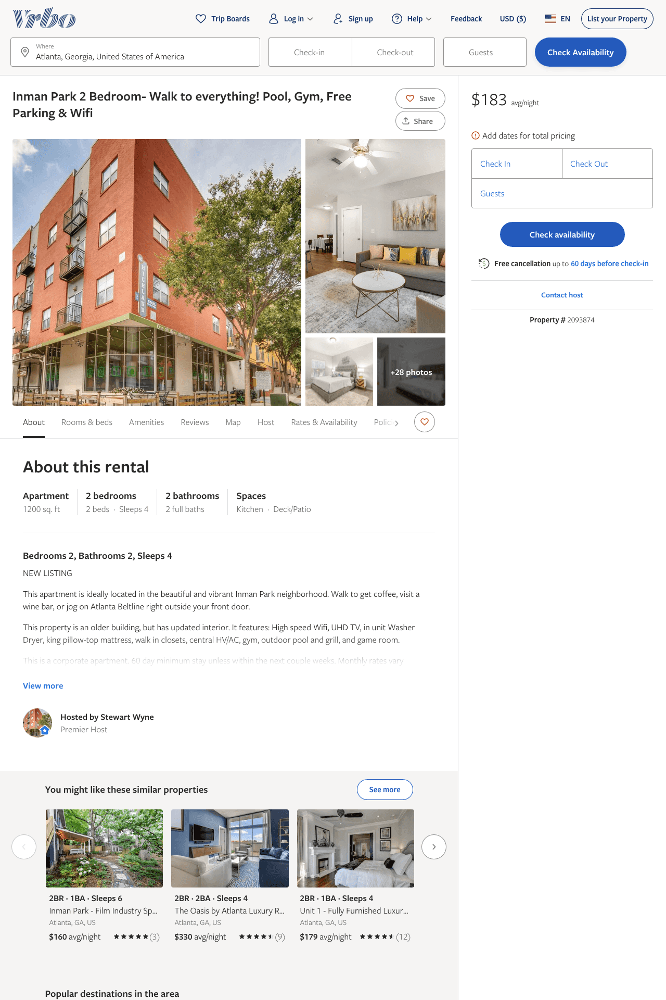 Vrbo
Trip Boards
Log in
Sign up
Help
Feedback
USD ($)
EN
List your Property
Where
Atlanta, Georgia, United States of America
Check-in
Check-out
Guests
Check Availability
Inman Park 2 Bedroom- Walk to everything! Pool, Gym, Free
Parking & Wifi
Save
Share
HIGHLAND
STEEL
One of Life's Little Perks
+28 photos
$183 avg/night
Add dates for total pricing
Check In
Check Out
Guests
Check availability
Free cancellation up to 60 days before check-in
Contact host
Property # 2093874
About
Rooms & beds
Amenities
Reviews
Map
Host
Rates & Availability
Polici
About this rental
Apartment
1200 sq. ft
2 bedrooms
2 beds · Sleeps 4
2 bathrooms
2 full baths
Spaces
Kitchen · Deck/Patio
Bedrooms 2, Bathrooms 2, Sleeps 4
NEW LISTING
This apartment is ideally located in the beautiful and vibrant Inman Park neighborhood. Walk to get coffee, visit a
wine bar, or jog on Atlanta Beltline right outside your front door.
This property is an older building, but has updated interior. It features: High speed Wifi, UHD TV, in unit Washer
Dryer, king pillow-top mattress, walk in closets, central HV/AC, gym, outdoor pool and grill, and game room.
This is a corporate apartment. 60 day minimum stay unless within the next couple weeks. Monthly rates vary
View more
Hosted by Stewart Wyne
Premier Host
You might like these similar properties
See more
2BR · 1BA · Sleeps 6
Inman Park - Film Industry Sp...
Atlanta, GA, US
$160 avg/night
(3)
2BR · 2BA · Sleeps 4
The Oasis by Atlanta Luxury R...
Atlanta, GA, US
$330 avg/night
(9)
2BR · 1BA · Sleeps 4
Unit 1 - Fully Furnished Luxur...
Atlanta, GA, US
$179 avg/night
(12)
Popular destinations in the area